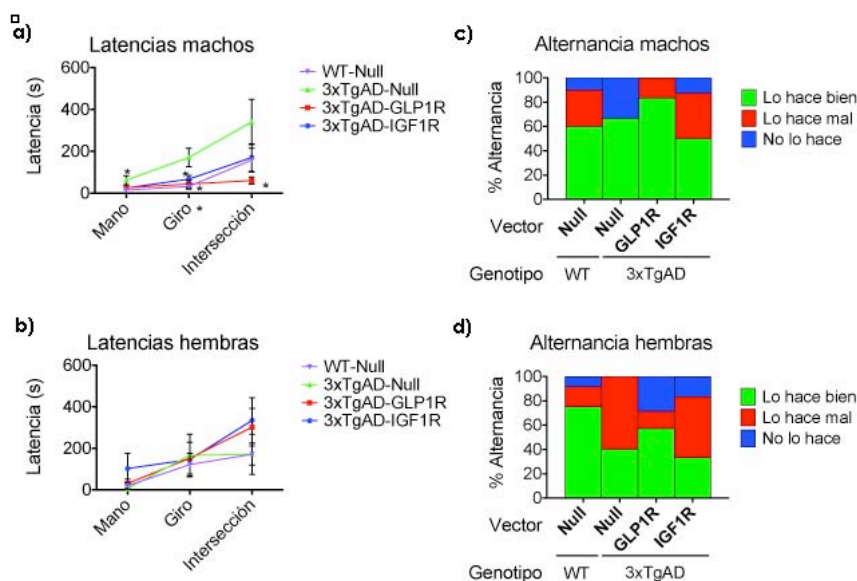 a)
Latencias machos
600
400
200
0
Latencia (s)
Mano
Giro
Intersección
*
*
*
*
*
WT-Null
3xTgAD-Null
3xTgAD-GLP1R
3xTgAD-IGF1R
c)
Alternancia machos
100
80
60
40
20
0
% Alternancia
Lo hace bien
Lo hace mal
No lo hace
Vector
Null
Null
GLP1R
IGF1R
Genotipo
WT
3xTgAD
b)
Latencias hembras
600
400
200
0
Latencia (s)
Mano
Giro
Intersección
WT-Null
3xTgAD-Null
3xTgAD-GLP1R
3xTgAD-IGF1R
d)
Alternancia hembras
100
80
60
40
20
0
% Alternancia
Lo hace bien
Lo hace mal
No lo hace
Vector
Null
Null
GLP1R
IGF1R
Genotipo
WT
3xTgAD